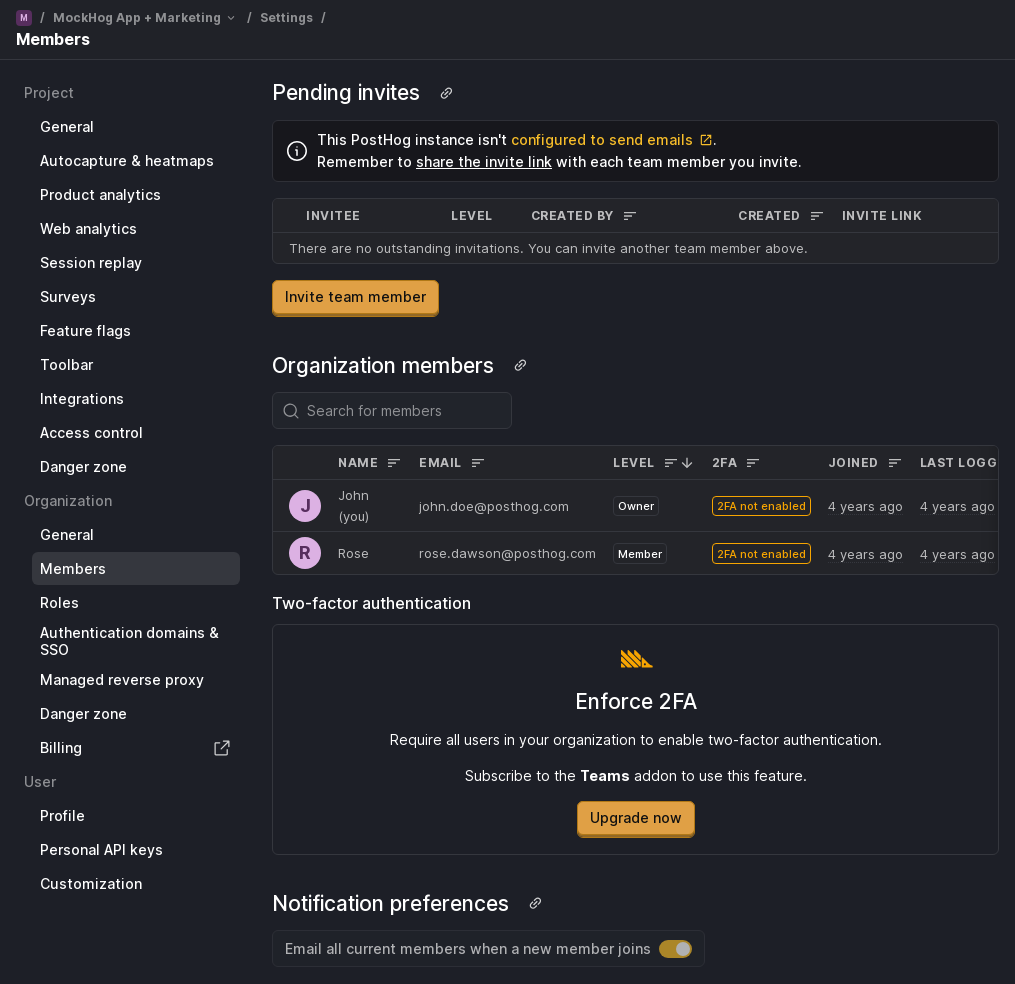 M / MockHog App + Marketing / Settings /
Members
Project
General
Autocapture & heatmaps
Product analytics
Web analytics
Session replay
Surveys
Feature flags
Toolbar
Integrations
Access control
Danger zone
Organization
General
Members
Roles
Authentication domains &
SSO
Managed reverse proxy
Danger zone
Billing
User
Profile
Personal API keys
Customization
Pending invites
This PostHog instance isn't configured to send emails.
Remember to share the invite link with each team member you invite.
INVITEE LEVEL CREATED BY CREATED INVITE LINK
There are no outstanding invitations. You can invite another team member above.
Invite team member
Organization members
Search for members
NAME EMAIL LEVEL 2FA JOINED LAST LOGG
J John (you) john.doe@posthog.com Owner 2FA not enabled 4 years ago 4 years ago
R Rose rose.dawson@posthog.com Member 2FA not enabled 4 years ago 4 years ago
Two-factor authentication
Enforce 2FA
Require all users in your organization to enable two-factor authentication.
Subscribe to the Teams addon to use this feature.
Upgrade now
Notification preferences
Email all current members when a new member joins